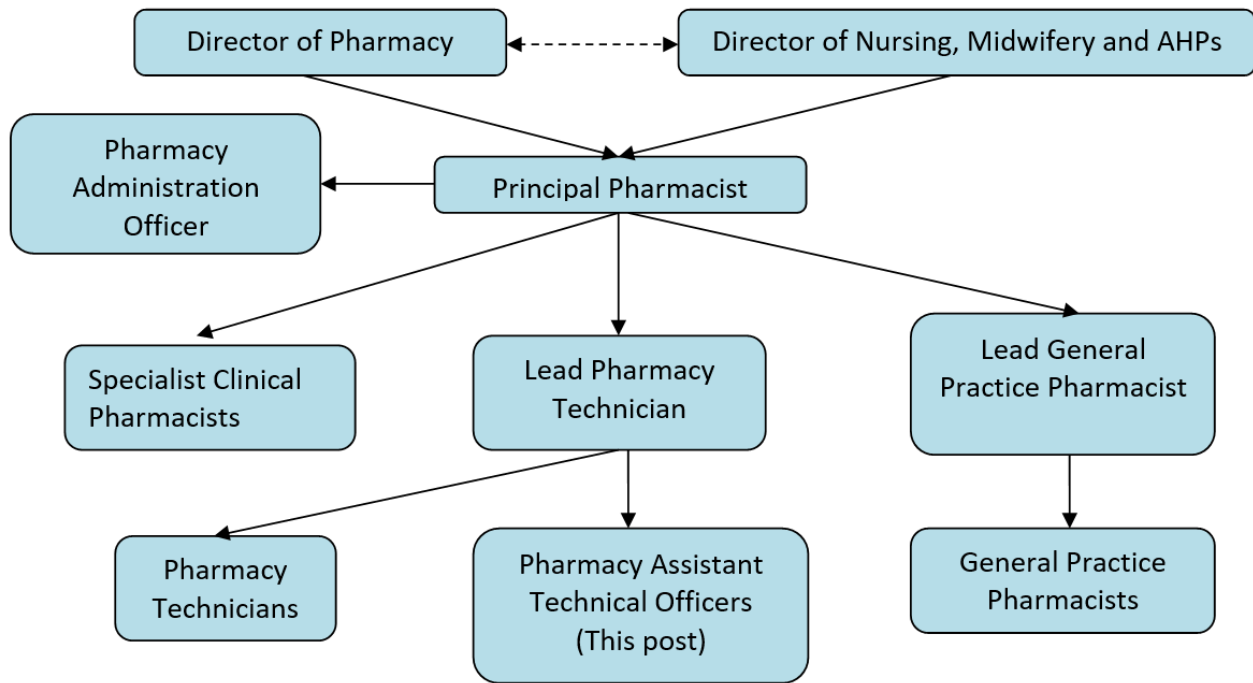 Director of Pharmacy
Director of Nursing, Midwifery and AHPs
Pharmacy
Administration
Officer
Principal Pharmacist
Specialist Clinical
Pharmacists
Lead Pharmacy
Technician
Lead General
Practice Pharmacist
Pharmacy
Technicians
Pharmacy Assistant
Technical Officers
(This post)
General Practice
Pharmacists